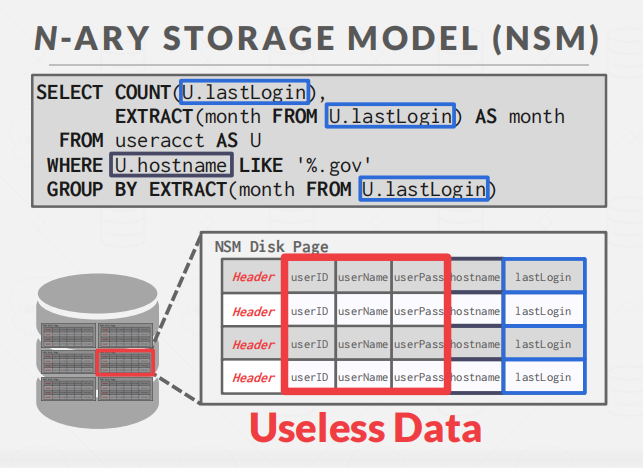 N-ARY STORAGE MODEL (NSM)
SELECT COUNT(U.lastLogin),
EXTRACT(month FROM U.lastLogin) AS month
FROM useracct AS U
WHERE U.hostname LIKE '%.gov'
GROUP BY EXTRACT(month FROM U.lastLogin)
NSM Disk Page
Header userID userName userPass hostname lastLogin
Header userID userName userPass hostname lastLogin
Header userID userName userPass hostname lastLogin
Header userID userName userPass hostname lastLogin
Useless Data